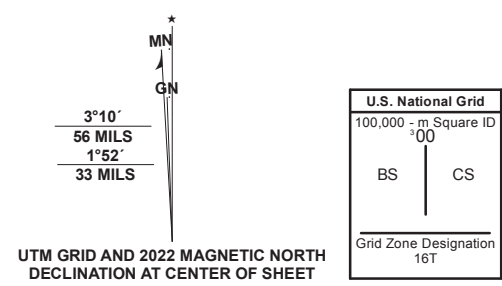 ★
MN
GN
3°10´
56 MILS
1°52´
33 MILS
UTM GRID AND 2022 MAGNETIC NORTH
DECLINATION AT CENTER OF SHEET
U.S. National Grid
100,000 - m Square ID
³00
BS CS
Grid Zone Designation
16T